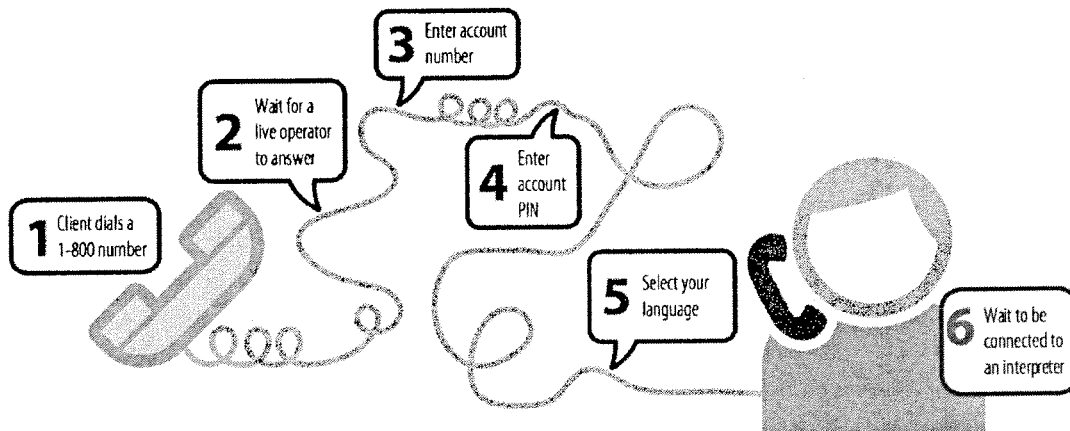 1 Client dials a
1-800 number
2 Wait for a
live operator
to answer
3 Enter account
number
4 Enter
account
PIN
5 Select your
language
6 Wait to be
connected to
an interpreter